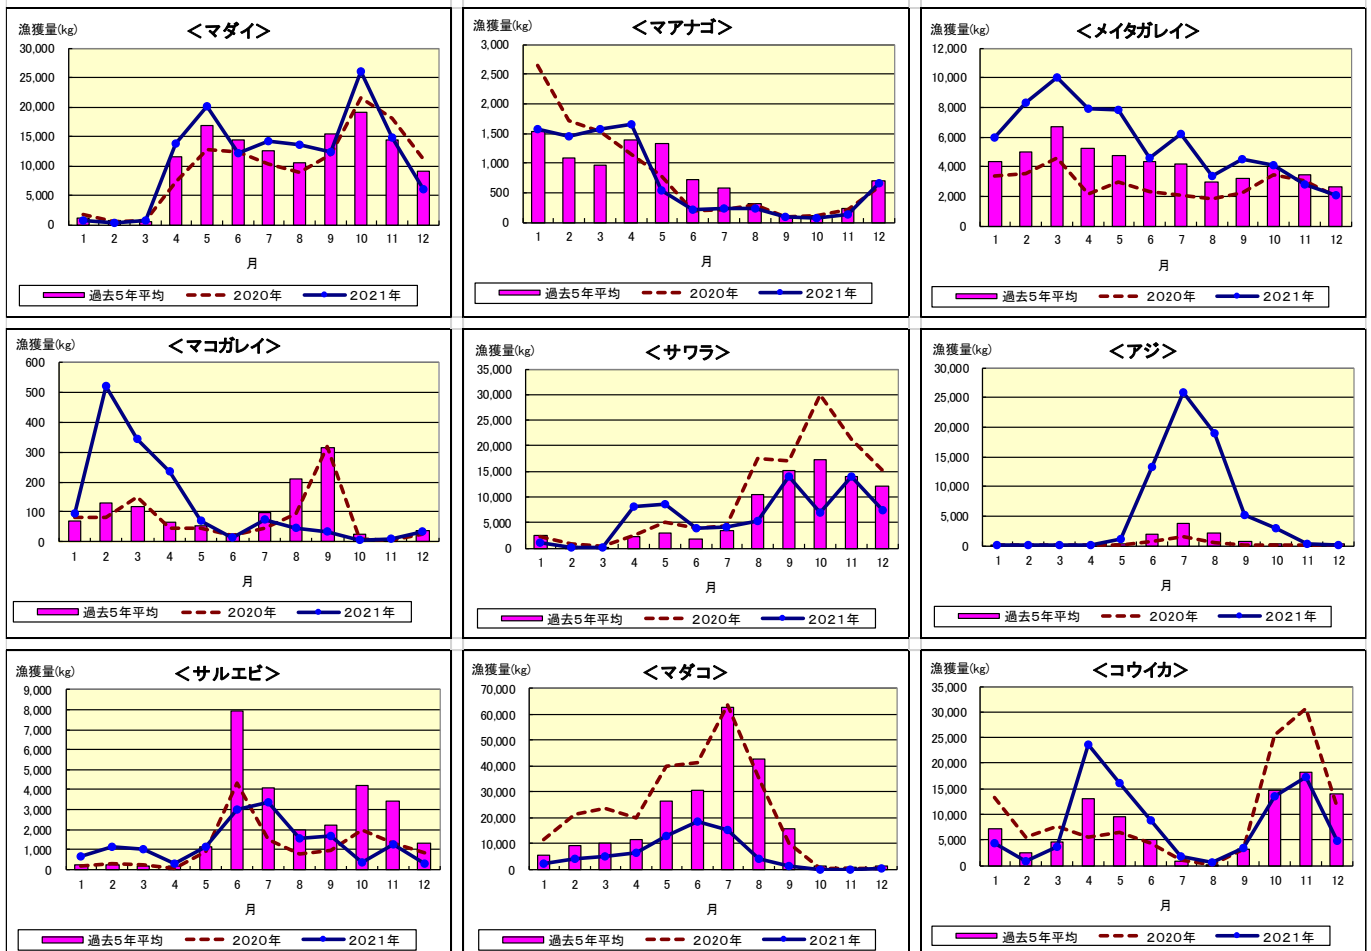 漁獲量(kg)
＜マダイ＞
30,000
25,000
20,000
15,000
10,000
5,000
0
1 2 3 4 5 6 7 8 9 10 11 12
月
過去5年平均 2020年 2021年
漁獲量(kg)
＜マアナゴ＞
3,000
2,500
2,000
1,500
1,000
500
0
1 2 3 4 5 6 7 8 9 10 11 12
月
過去5年平均 2020年 2021年
漁獲量(kg)
＜メイタガレイ＞
12,000
10,000
8,000
6,000
4,000
2,000
0
1 2 3 4 5 6 7 8 9 10 11 12
月
過去5年平均 2020年 2021年
漁獲量(kg)
＜マコガレイ＞
600
500
400
300
200
100
0
1 2 3 4 5 6 7 8 9 10 11 12
月
過去5年平均 2020年 2021年
漁獲量(kg)
＜サワラ＞
35,000
30,000
25,000
20,000
15,000
10,000
5,000
0
1 2 3 4 5 6 7 8 9 10 11 12
月
過去5年平均 2020年 2021年
漁獲量(kg)
＜アジ＞
30,000
25,000
20,000
15,000
10,000
5,000
0
1 2 3 4 5 6 7 8 9 10 11 12
月
過去5年平均 2020年 2021年
漁獲量(kg)
＜サルエビ＞
9,000
8,000
7,000
6,000
5,000
4,000
3,000
2,000
1,000
0
1 2 3 4 5 6 7 8 9 10 11 12
月
過去5年平均 2020年 2021年
漁獲量(kg)
＜マダコ＞
70,000
60,000
50,000
40,000
30,000
20,000
10,000
0
1 2 3 4 5 6 7 8 9 10 11 12
月
過去5年平均 2020年 2021年
漁獲量(kg)
＜コウイカ＞
35,000
30,000
25,000
20,000
15,000
10,000
5,000
0
1 2 3 4 5 6 7 8 9 10 11 12
月
過去5年平均 2020年 2021年